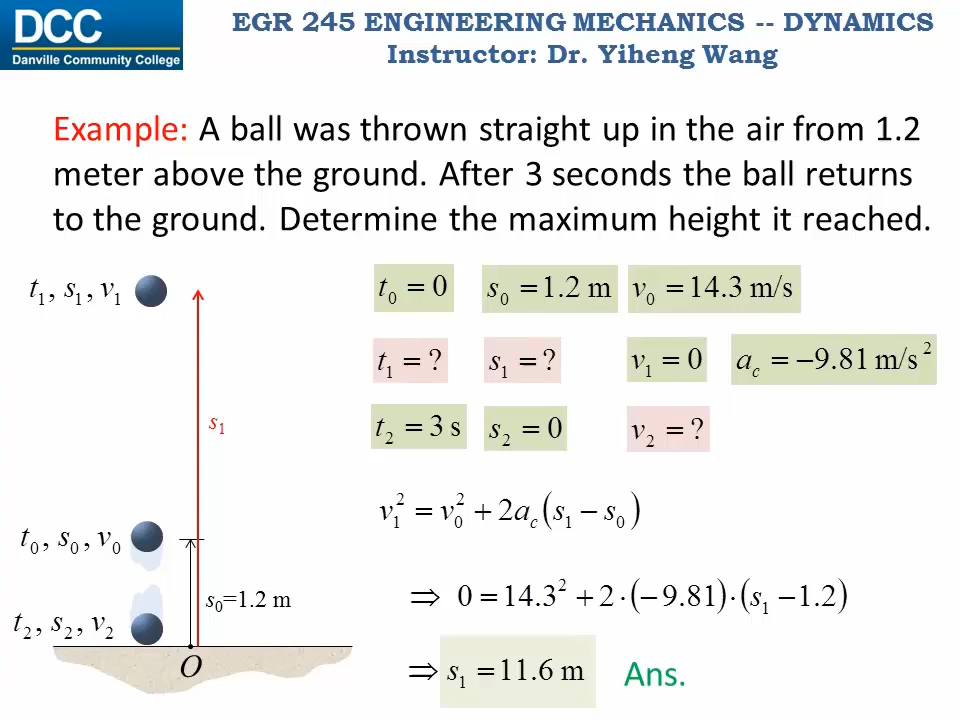 DCC
Danville Community College
EGR 245 ENGINEERING MECHANICS -- DYNAMICS
Instructor: Dr. Yiheng Wang
Example: A ball was thrown straight up in the air from 1.2
meter above the ground. After 3 seconds the ball returns
to the ground. Determine the maximum height it reached.
t₁, s₁, v₁
t₀ = 0 s₀ = 1.2 m v₀ = 14.3 m/s
t₁ = ? s₁ = ? v₁ = 0 a_c = −9.81 m/s²
t₂ = 3 s s₂ = 0 v₂ = ?
s₁
v₁² = v₀² + 2a_c(s₁ − s₀)
t₀, s₀, v₀
s₀=1.2 m
⇒ 0 = 14.3² + 2·(−9.81)·(s₁ − 1.2)
t₂, s₂, v₂
O
⇒ s₁ = 11.6 m Ans.